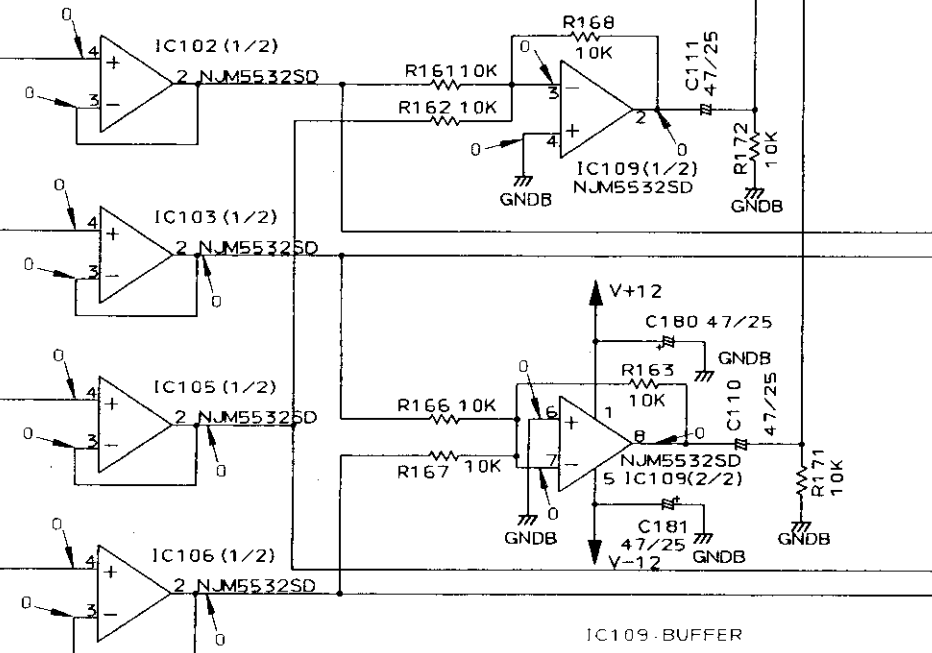 0
4
+
IC102 (1/2)
2 NJM5532SD
0
3
−
R168
10K
0
R161 10K
R162 10K
3
−
+
4
0
2
0
IC109 (1/2)
NJM5532SD
GNDB
C111
47/25
R172
10K
GNDB
0
4
+
IC103 (1/2)
2 NJM5532SD
0
3
−
0
V+12
C180 47/25
GNDB
0
4
+
IC105 (1/2)
2 NJM5532SD
0
3
−
0
0
R163
10K
R166 10K
R167 10K
6
+
1
7
−
8
0
NJM5532SD
5 IC109(2/2)
0
GNDB
C110
47/25
R171
10K
GNDB
C181
47/25
GNDB
V-12
0
4
+
IC106 (1/2)
2 NJM5532SD
0
3
−
0
IC109-BUFFER